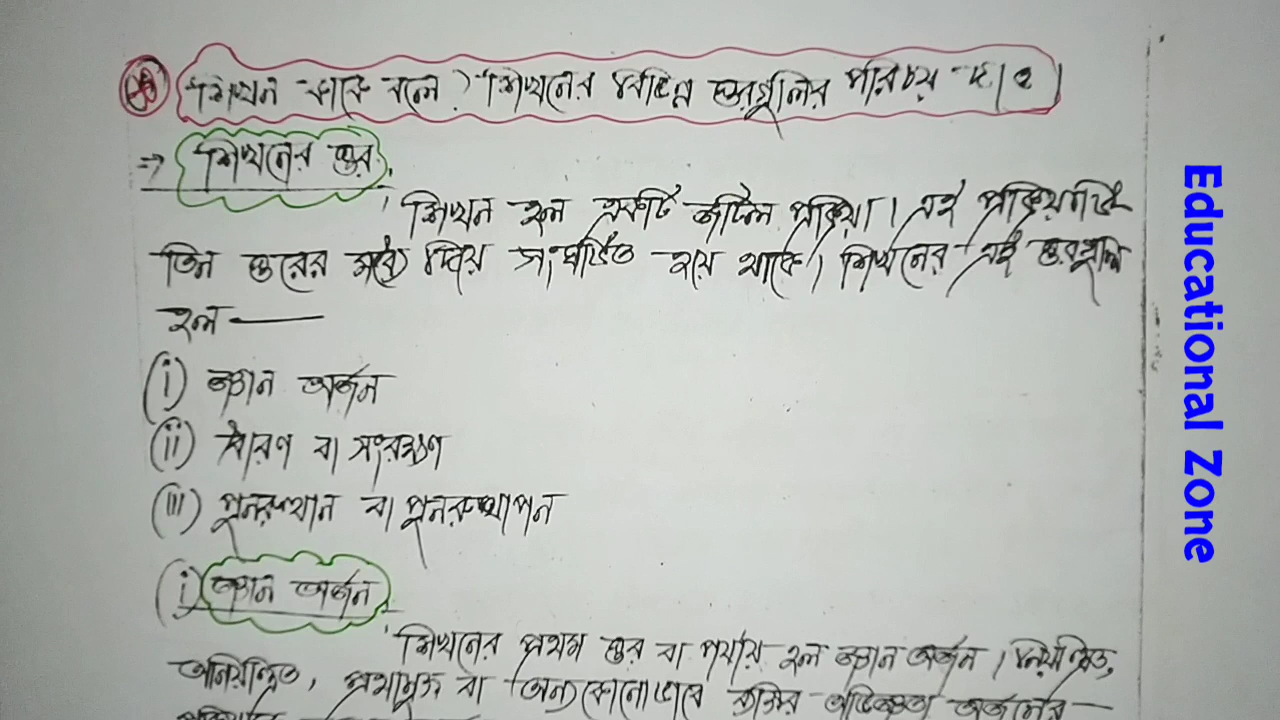 শিখন কাকে বলে? শিখনের বিভিন্ন স্তরগুলির পরিচয় দাও।
⇒ শিখনের স্তর :
শিখন হল একটি জটিল প্রক্রিয়া। এই প্রক্রিয়াটি
তিন স্তরের মধ্যে দিয়ে সংঘটিত হয়ে থাকে। শিখনের এই স্তরগুলি
হল —
(i) জ্ঞান অর্জন
(ii) ধারণ বা সংরক্ষণ
(iii) পুনরুত্থান বা পুনরুত্থাপন
(i) জ্ঞান অর্জন :
শিখনের প্রথম স্তর বা পর্যায় হল জ্ঞান অর্জন। নিয়ন্ত্রিত,
অনিয়ন্ত্রিত, প্রথামুক্ত বা অন্যকোনোভাবে ব্যক্তির অভিজ্ঞতা অর্জনের
Educational Zone